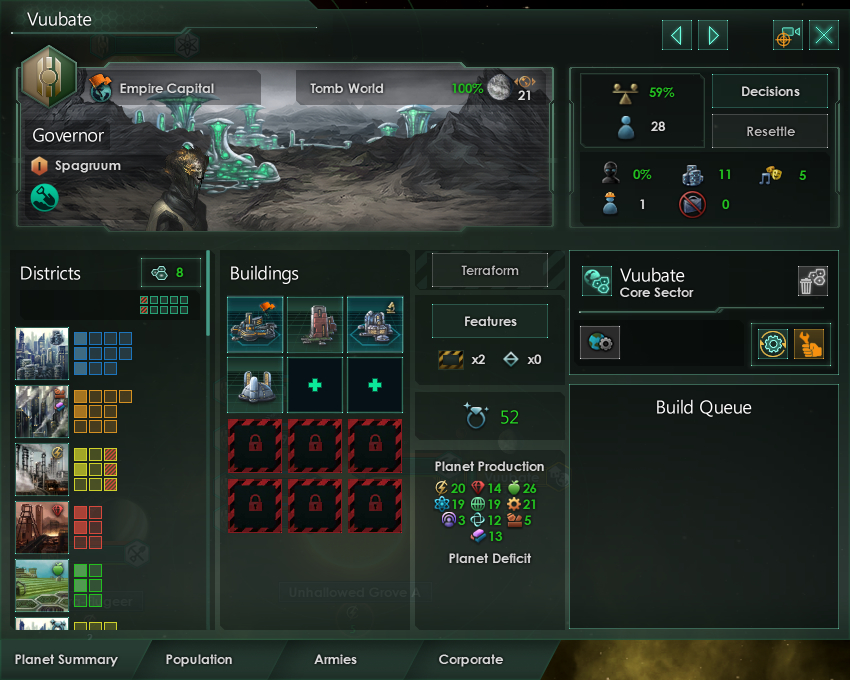 Vuubate
Empire Capital
Tomb World
100%
21
Governor
I
Spagruum
59%
28
Decisions
Resettle
0%
11
5
1
0
Districts
8
Buildings
Terraform
Features
x2
x0
52
Planet Production
20 14 26
19 19 21
3 12 5
13
Planet Deficit
Vuubate
Core Sector
Build Queue
Unhallowed Grove A
Planet Summary
Population
Armies
Corporate